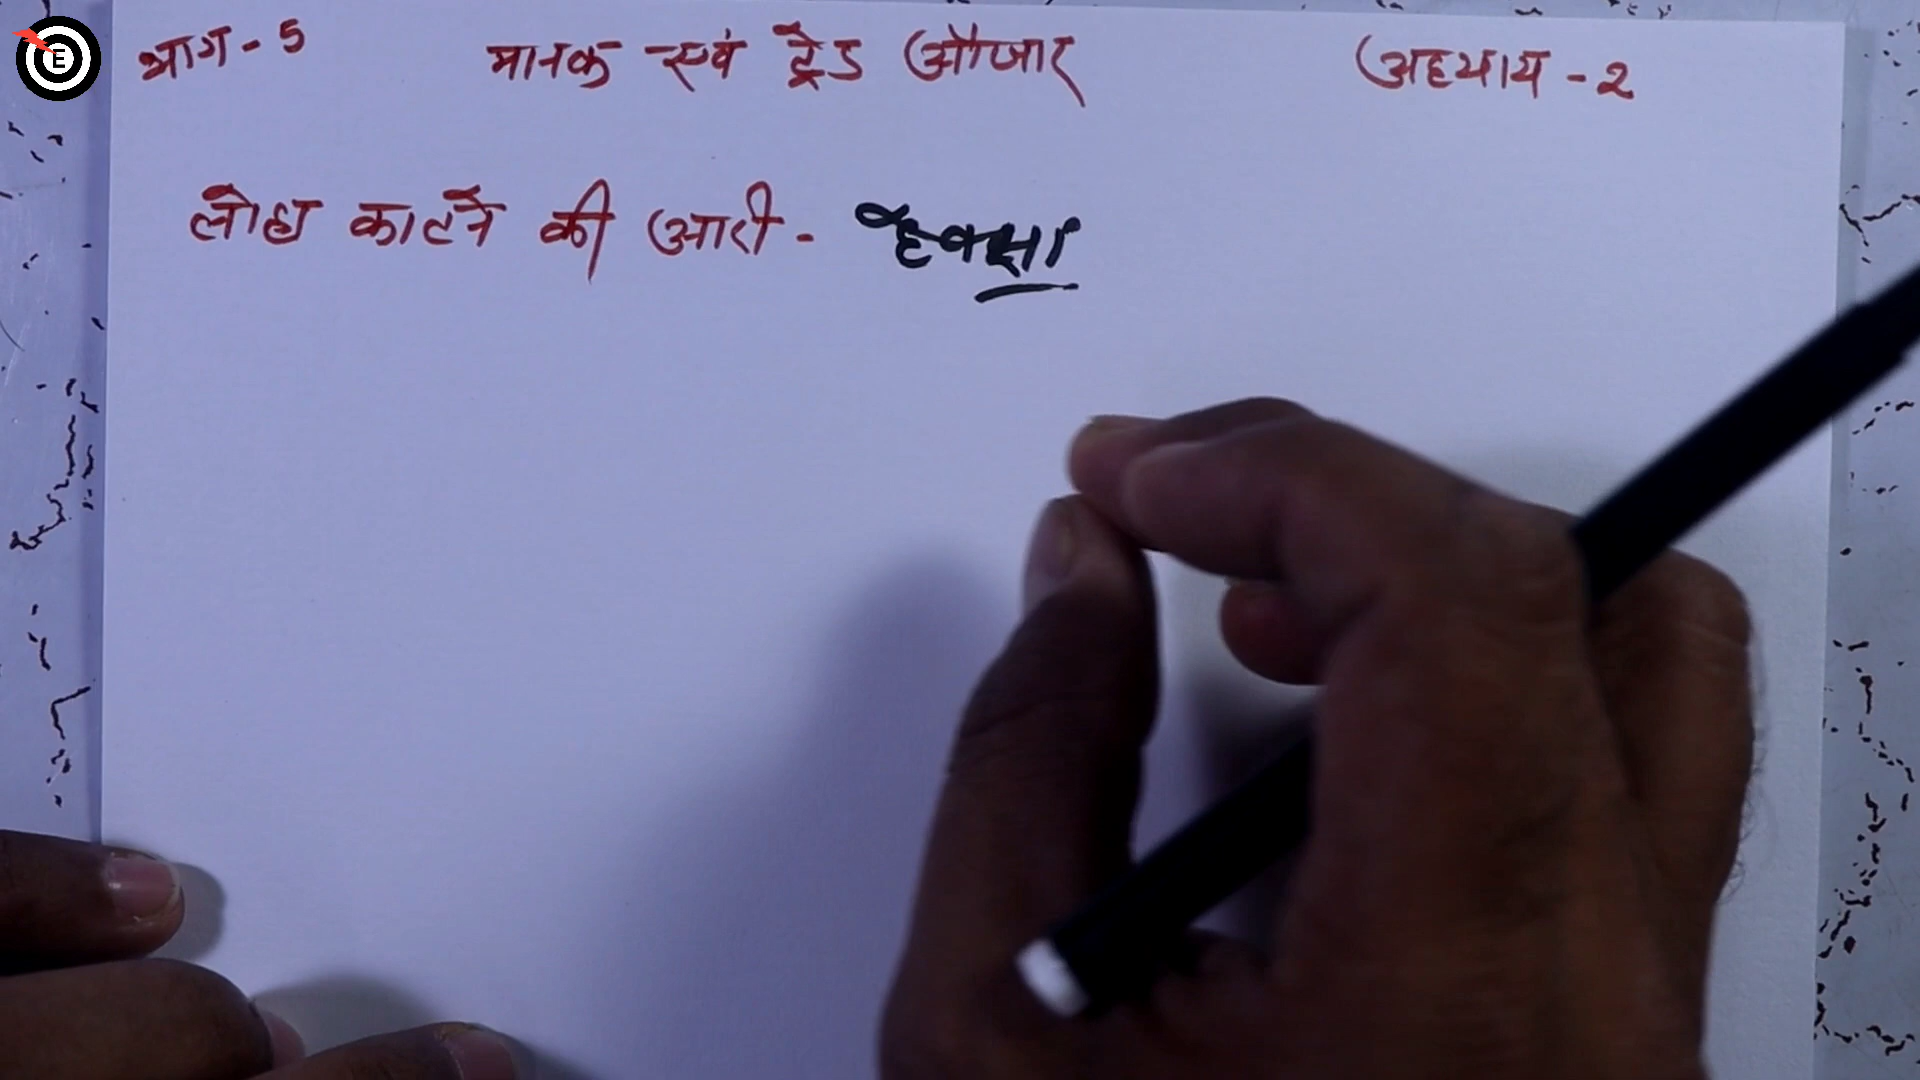 भाग - 5 मानक एवं ट्रेड औजार अध्याय - 2
लोहा काटने की आरी - हैक्सा
E